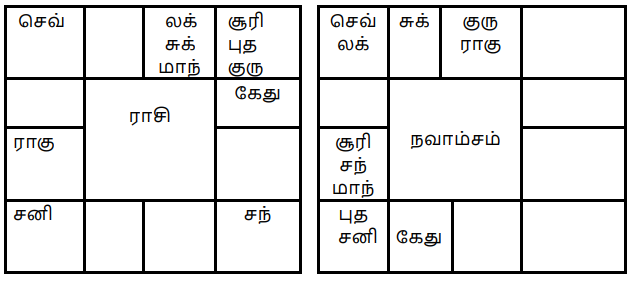 செவ்
லக்
சுக்
மாந்
சூரி
புத
குரு
கேது
ராசி
ராகு
சனி
சந்
செவ்
லக்
சுக்
குரு
ராகு
நவாம்சம்
சூரி
சந்
மாந்
புத
சனி
கேது